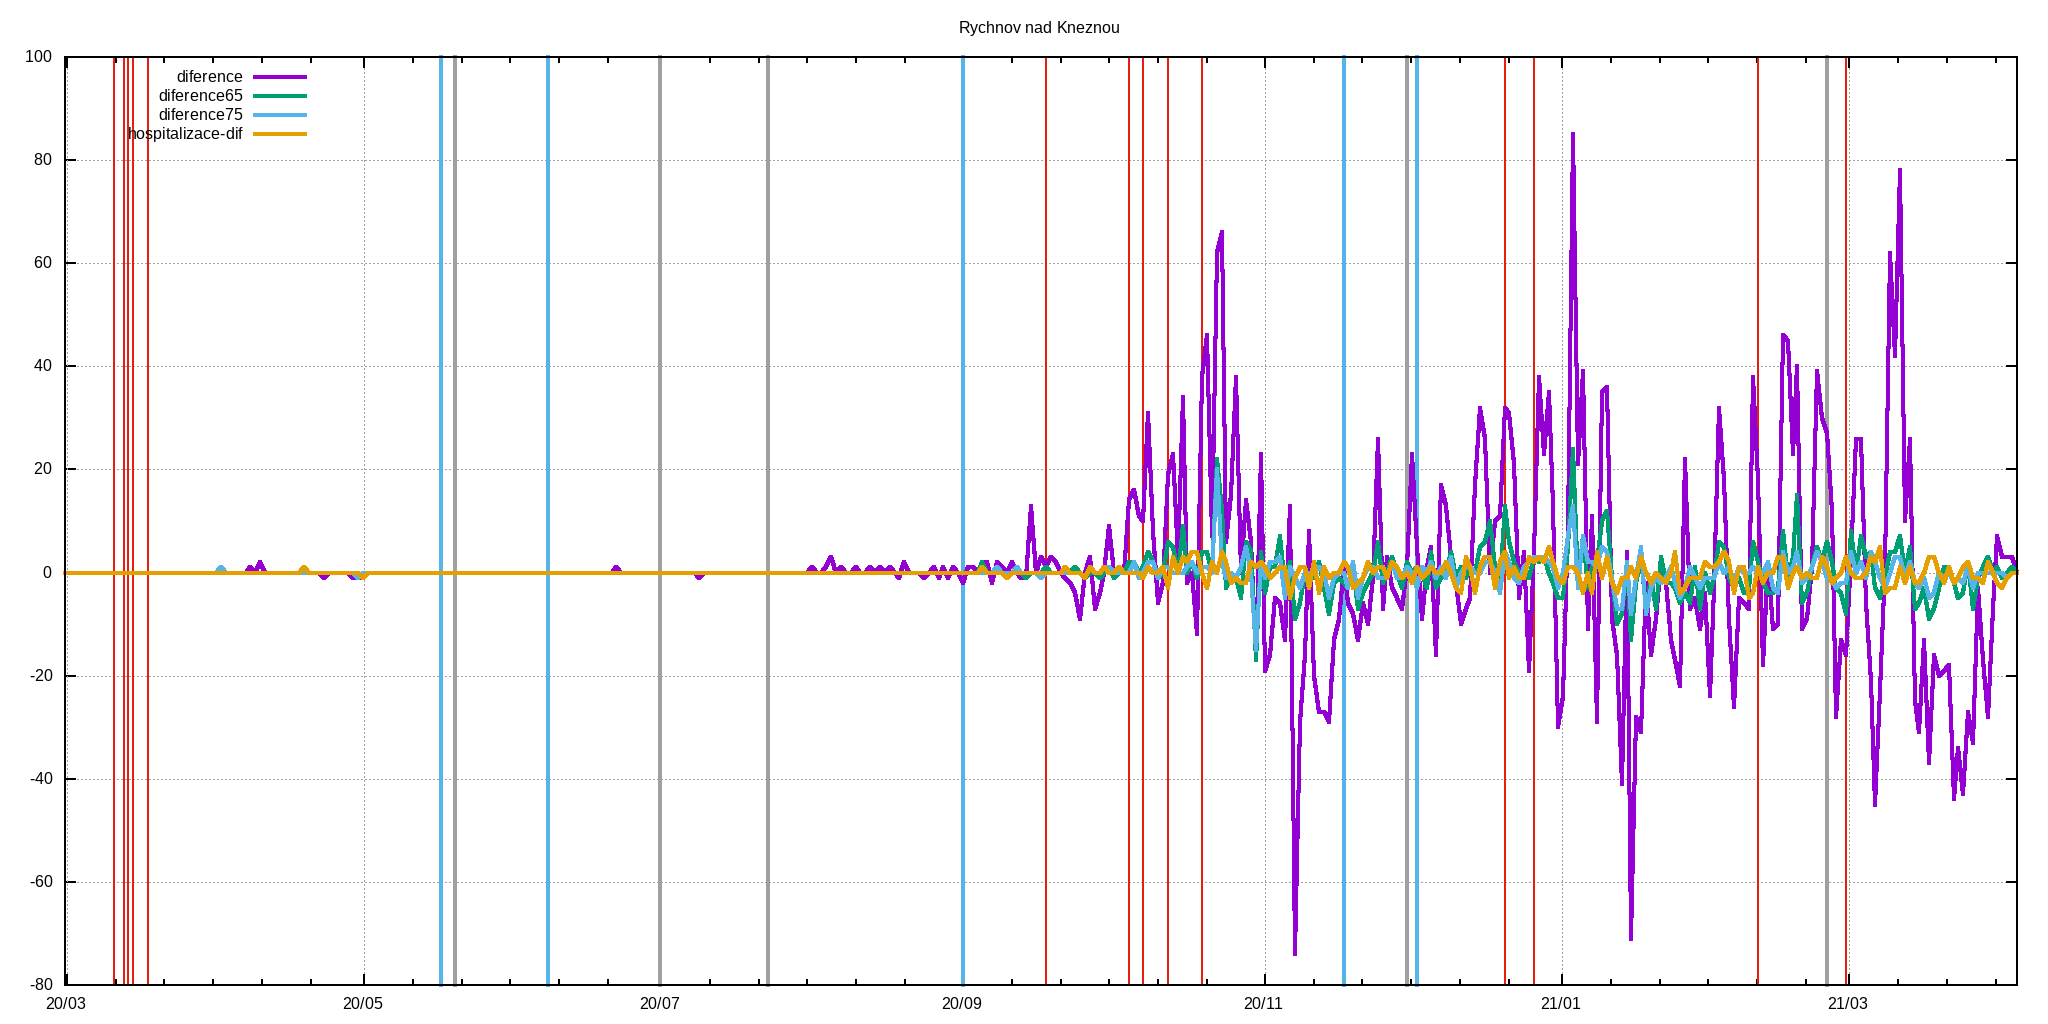 Rychnov nad Kneznou
100
80
60
40
20
0
-20
-40
-60
-80
diference
diference65
diference75
hospitalizace-dif
20/03 20/05 20/07 20/09 20/11 21/01 21/03